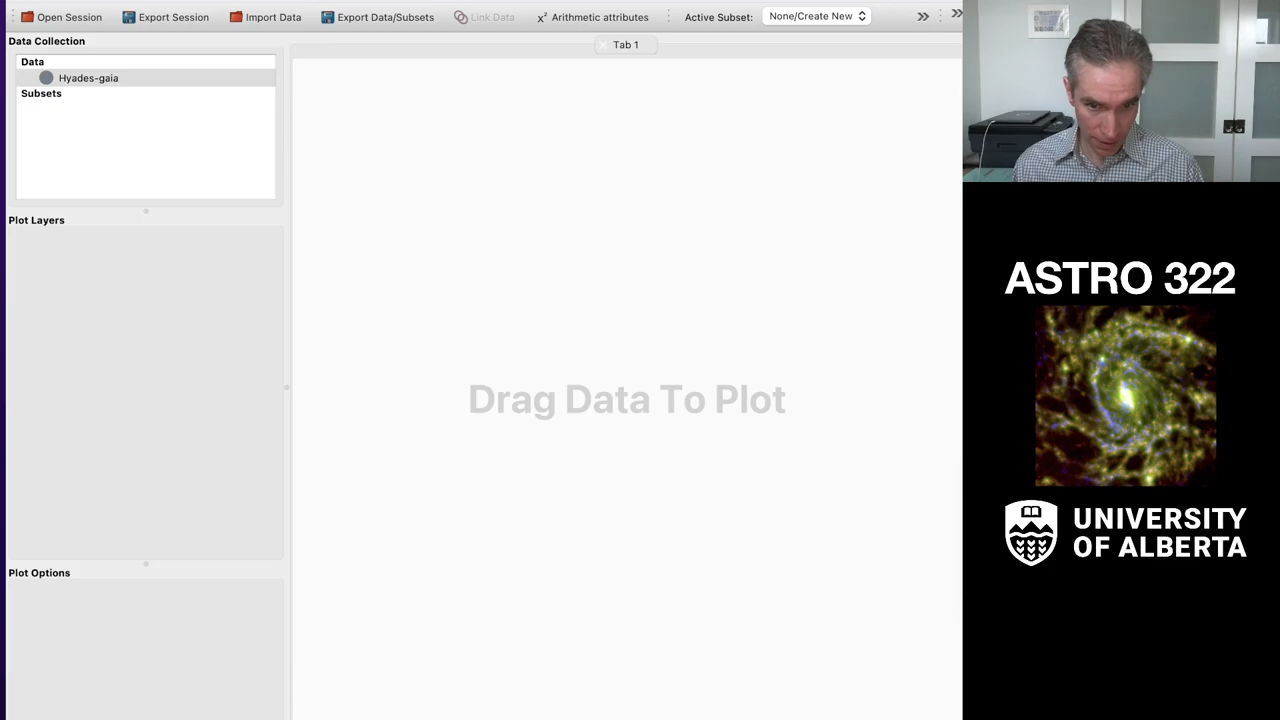 Open Session Export Session Import Data Export Data/Subsets Link Data x² Arithmetic attributes Active Subset: None/Create New
Data Collection
Tab 1
Data
Hyades-gaia
Subsets
Plot Layers
Drag Data To Plot
Plot Options
ASTRO 322
UNIVERSITY
OF ALBERTA